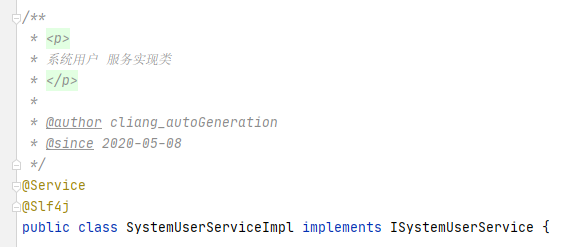 /**
 * <p>
 * 系统用户 服务实现类
 * </p>
 *
 * @author cliang_autoGeneration
 * @since 2020-05-08
 */
@Service
@Slf4j
public class SystemUserServiceImpl implements ISystemUserService {